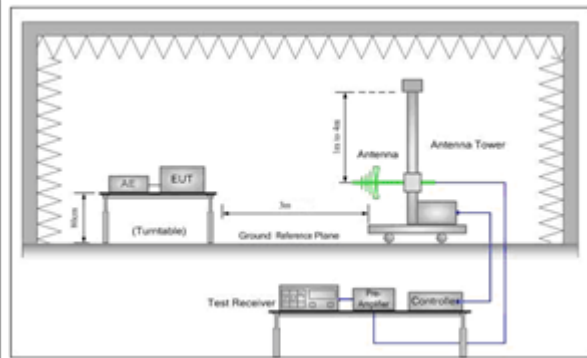 1m to 4m
Antenna
Antenna Tower
AE
EUT
80cm
(Turntable)
3m
Ground Reference Plane
Test Receiver
Pre-
Amplifier
Controller